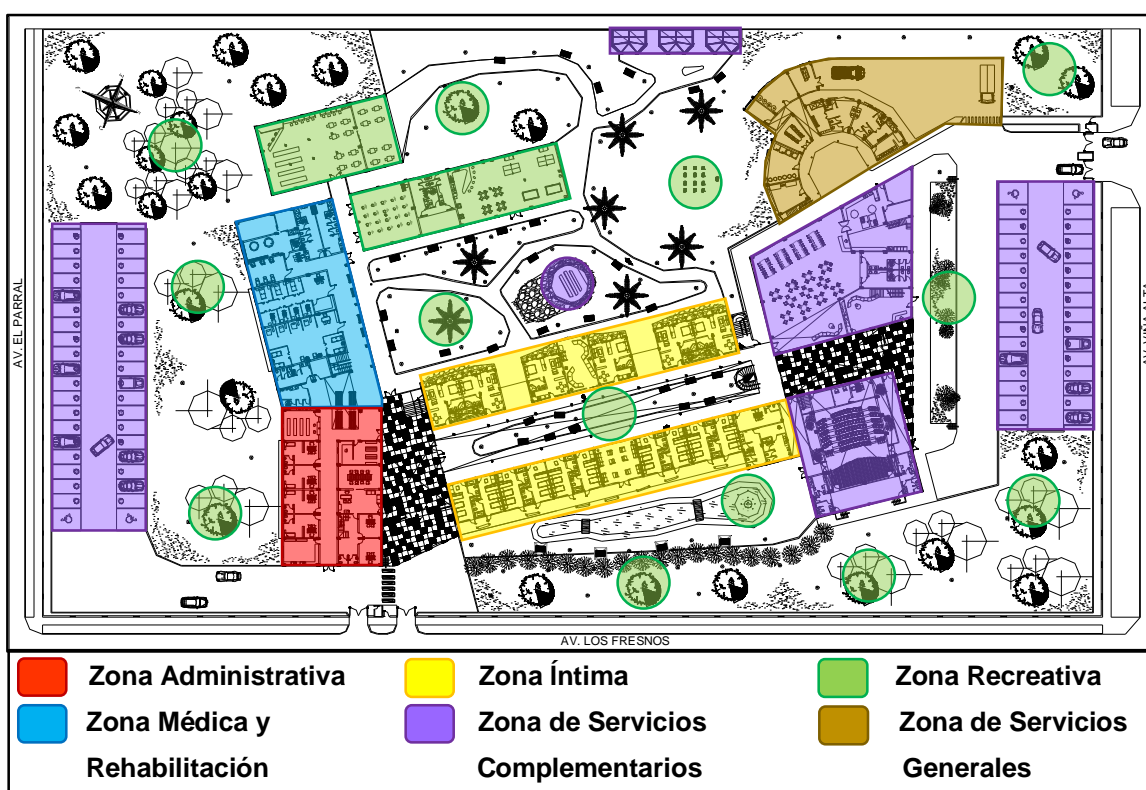 AV. EL PARRAL
AV. LOS FRESNOS
Zona Administrativa
Zona Íntima
Zona Recreativa
Zona Médica y
Rehabilitación
Zona de Servicios
Complementarios
Zona de Servicios
Generales